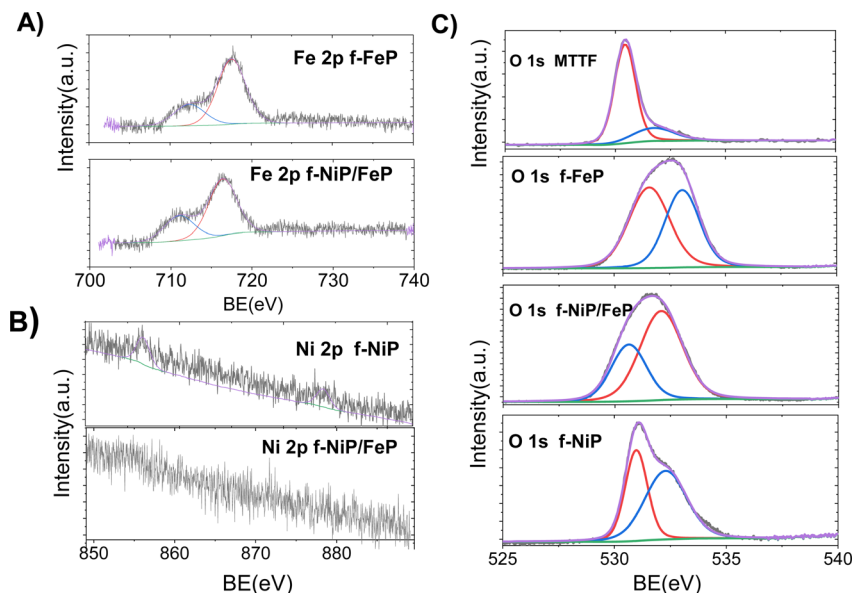 A)
Fe 2p f-FeP
Fe 2p f-NiP/FeP
Intensity(a.u.)
Intensity(a.u.)
700 710 720 730 740
BE(eV)
B)
Ni 2p f-NiP
Ni 2p f-NiP/FeP
Intensity(a.u.)
850 860 870 880
BE(eV)
C)
O 1s MTTF
O 1s f-FeP
O 1s f-NiP/FeP
O 1s f-NiP
Intensity(a.u.)
Intensity(a.u.)
525 530 535 540
BE(eV)